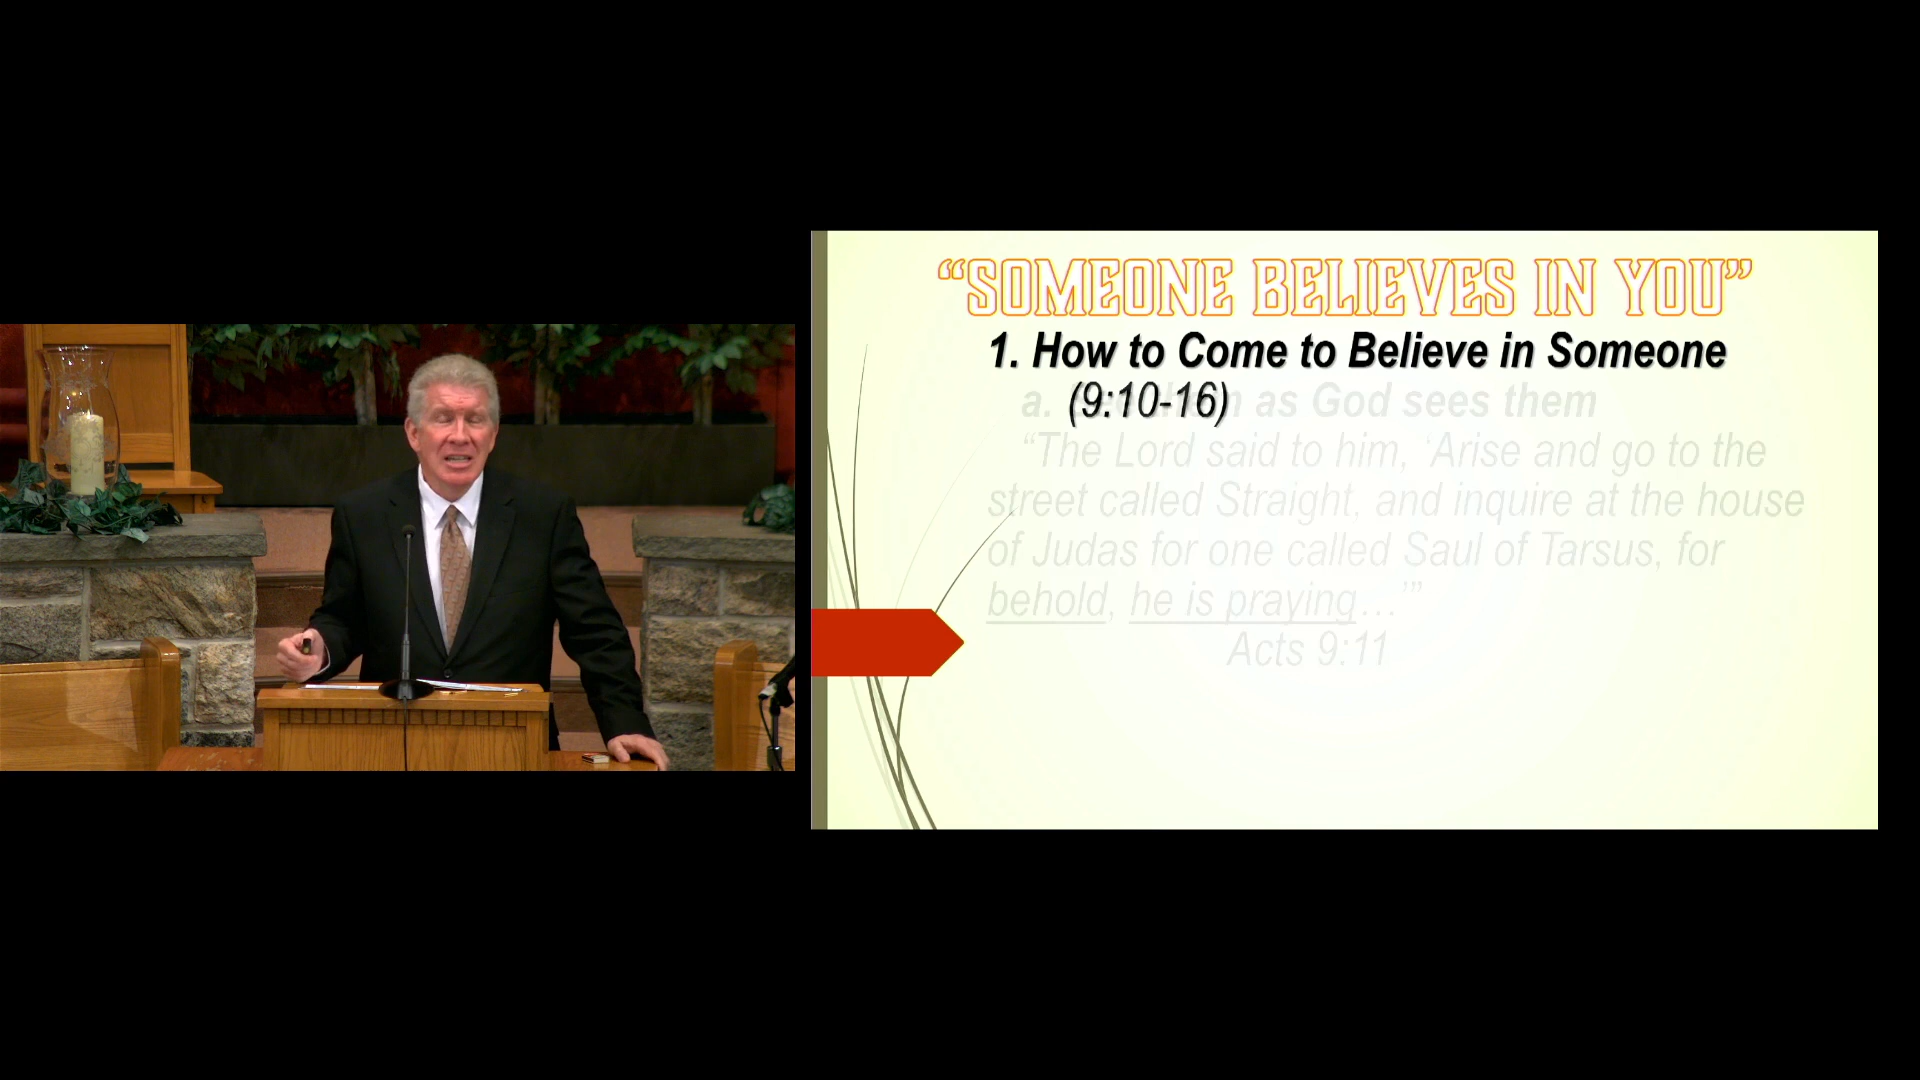 “SOMEONE BELIEVES IN YOU”
1. How to Come to Believe in Someone
(9:10-16)
a. as God sees them
“The Lord said to him, ‘Arise and go to the
street called Straight, and inquire at the house
of Judas for one called Saul of Tarsus, for
behold, he is praying…’”
Acts 9:11